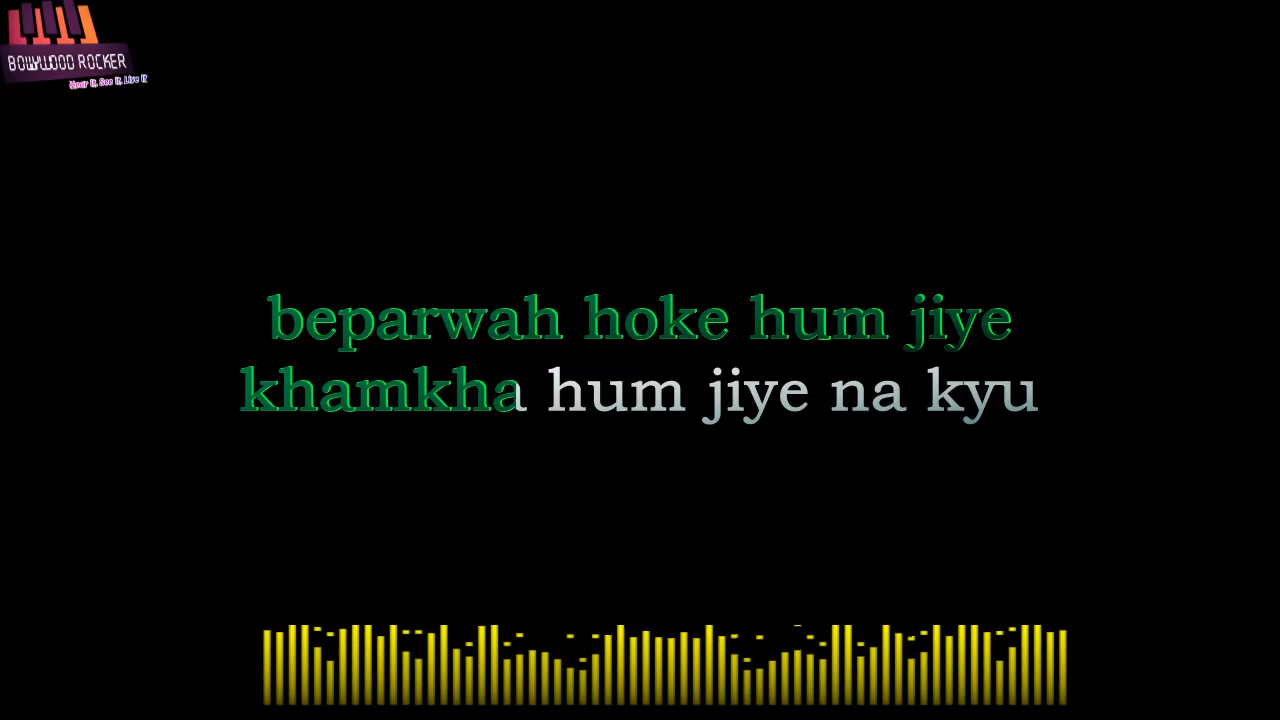 BOLLYWOOD ROCKER
Hear It, See It, Live It
beparwah hoke hum jiye
khamkha hum jiye na kyu